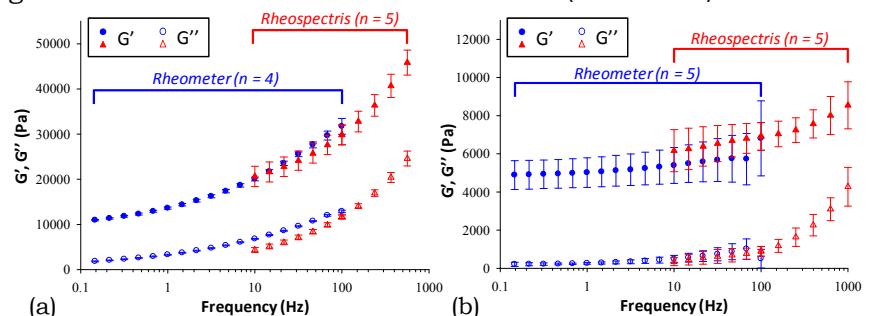 Rheospectris (n = 5)
G' G''
Rheometer (n = 4)
G', G'' (Pa)
50000
40000
30000
20000
10000
0
0.1 1 10 100 1000
Frequency (Hz)
(a)
Rheospectris (n = 5)
G' G''
Rheometer (n = 5)
G', G'' (Pa)
12000
10000
8000
6000
4000
2000
0
0.1 1 10 100 1000
Frequency (Hz)
(b)